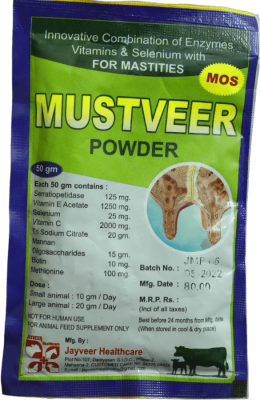 Innovative Combination of Enzymes
Vitamins & Selenium with
FOR MASTITIES
MOS
MUSTVEER
POWDER
50 gm
Each 50 gm contains :
Serratiopetidase 125 mg.
Vitamin E Acetate 1250 mg.
Selenium 25 mg.
Vitamin C 2000 mg.
Tri Sodium Citrate 20 gm.
Mannan
Oligosaccharides 15 gm.
Biotin 10 mg.
Methionine 100 mg.
Dose :
Small animal : 10 gm / Day
Large animal : 20 gm / Day
NOT FOR HUMAN USE
FOR ANIMAL FEED SUPPLEMENT ONLY
Batch No. :
Mfg. Date : 80.00
M.R.P. Rs. :
(Incl of all taxes)
Best before 24 months from mfg. date
(When stored in cool & dry place)
Mfg. By :
Jayveer Healthcare